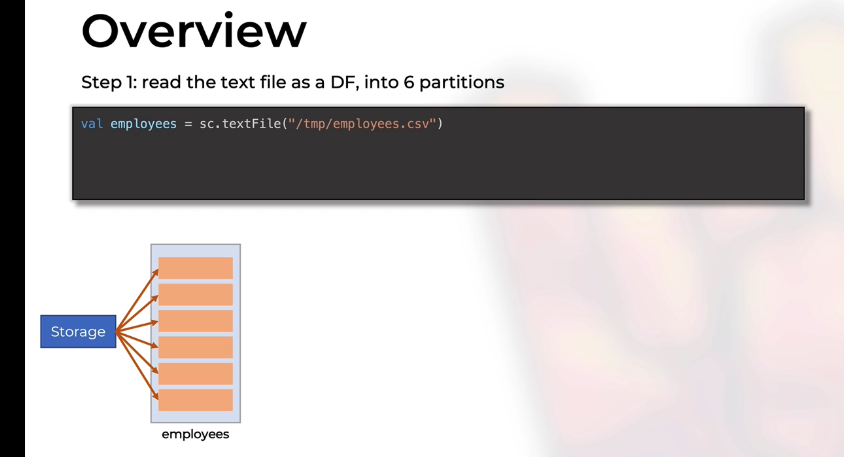 Overview
Step 1: read the text file as a DF, into 6 partitions
val employees = sc.textFile("/tmp/employees.csv")
Storage
employees